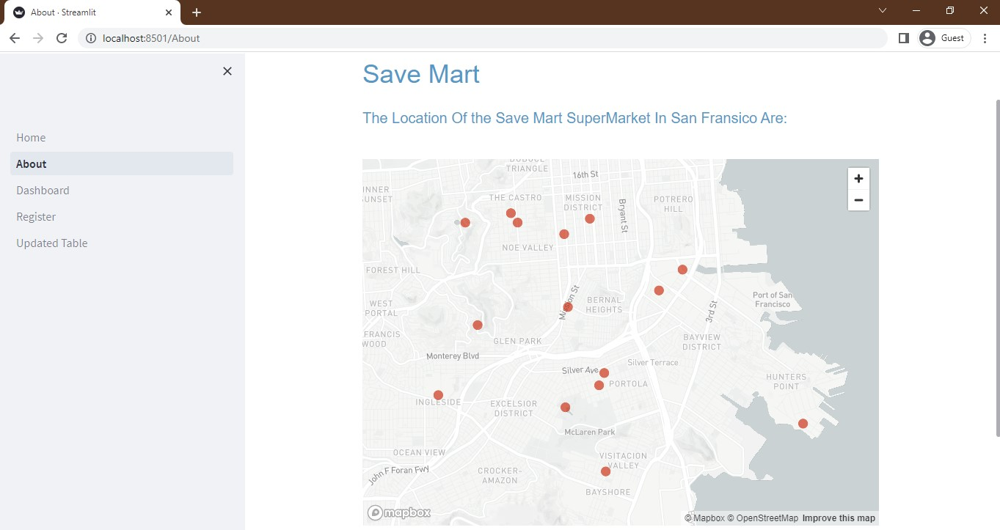 About · Streamlit
localhost:8501/About
Guest
Home
About
Dashboard
Register
Updated Table
Save Mart
The Location Of the Save Mart SuperMarket In San Fransico Are:
DUBOCE
TRIANGLE
16th St
INNER
SUNSET
THE CASTRO
MISSION
DISTRICT
Bryant St
POTRERO
HILL
NOE VALLEY
FOREST HILL
WEST
PORTAL
Mission St
BERNAL
HEIGHTS
3rd St
Port of San
Francisco
FRANCIS
WOOD
GLEN PARK
BAYVIEW
DISTRICT
Monterey Blvd
Silver Ave
Silver Terrace
PORTOLA
HUNTERS
POINT
INGLESIDE
EXCELSIOR
DISTRICT
McLaren Park
OCEAN VIEW
VISITACION
VALLEY
John F Foran Fwy
CROCKER-
AMAZON
BAYSHORE
mapbox
© Mapbox © OpenStreetMap Improve this map